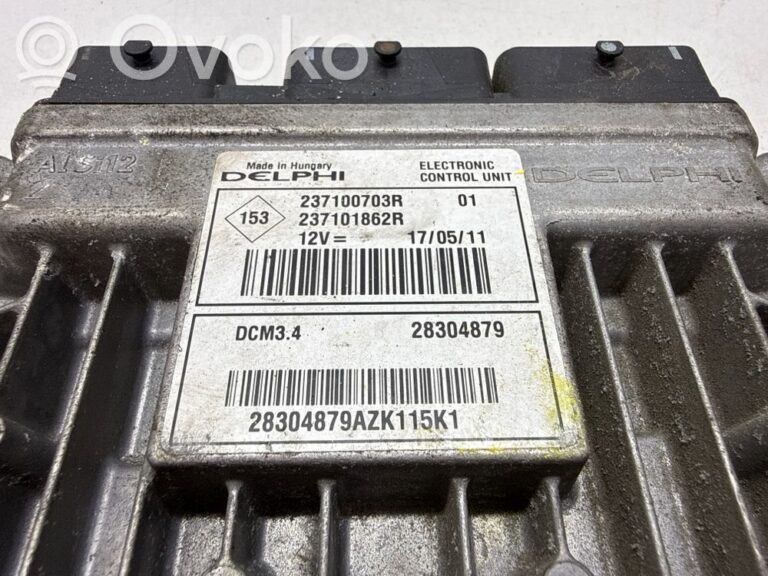 Ovoko
AlSi12
DELPHI
Made in Hungary
DELPHI
ELECTRONIC
CONTROL UNIT
153
237100703R 01
237101862R
12V= 17/05/11
DCM3.4 28304879
28304879AZK115K1